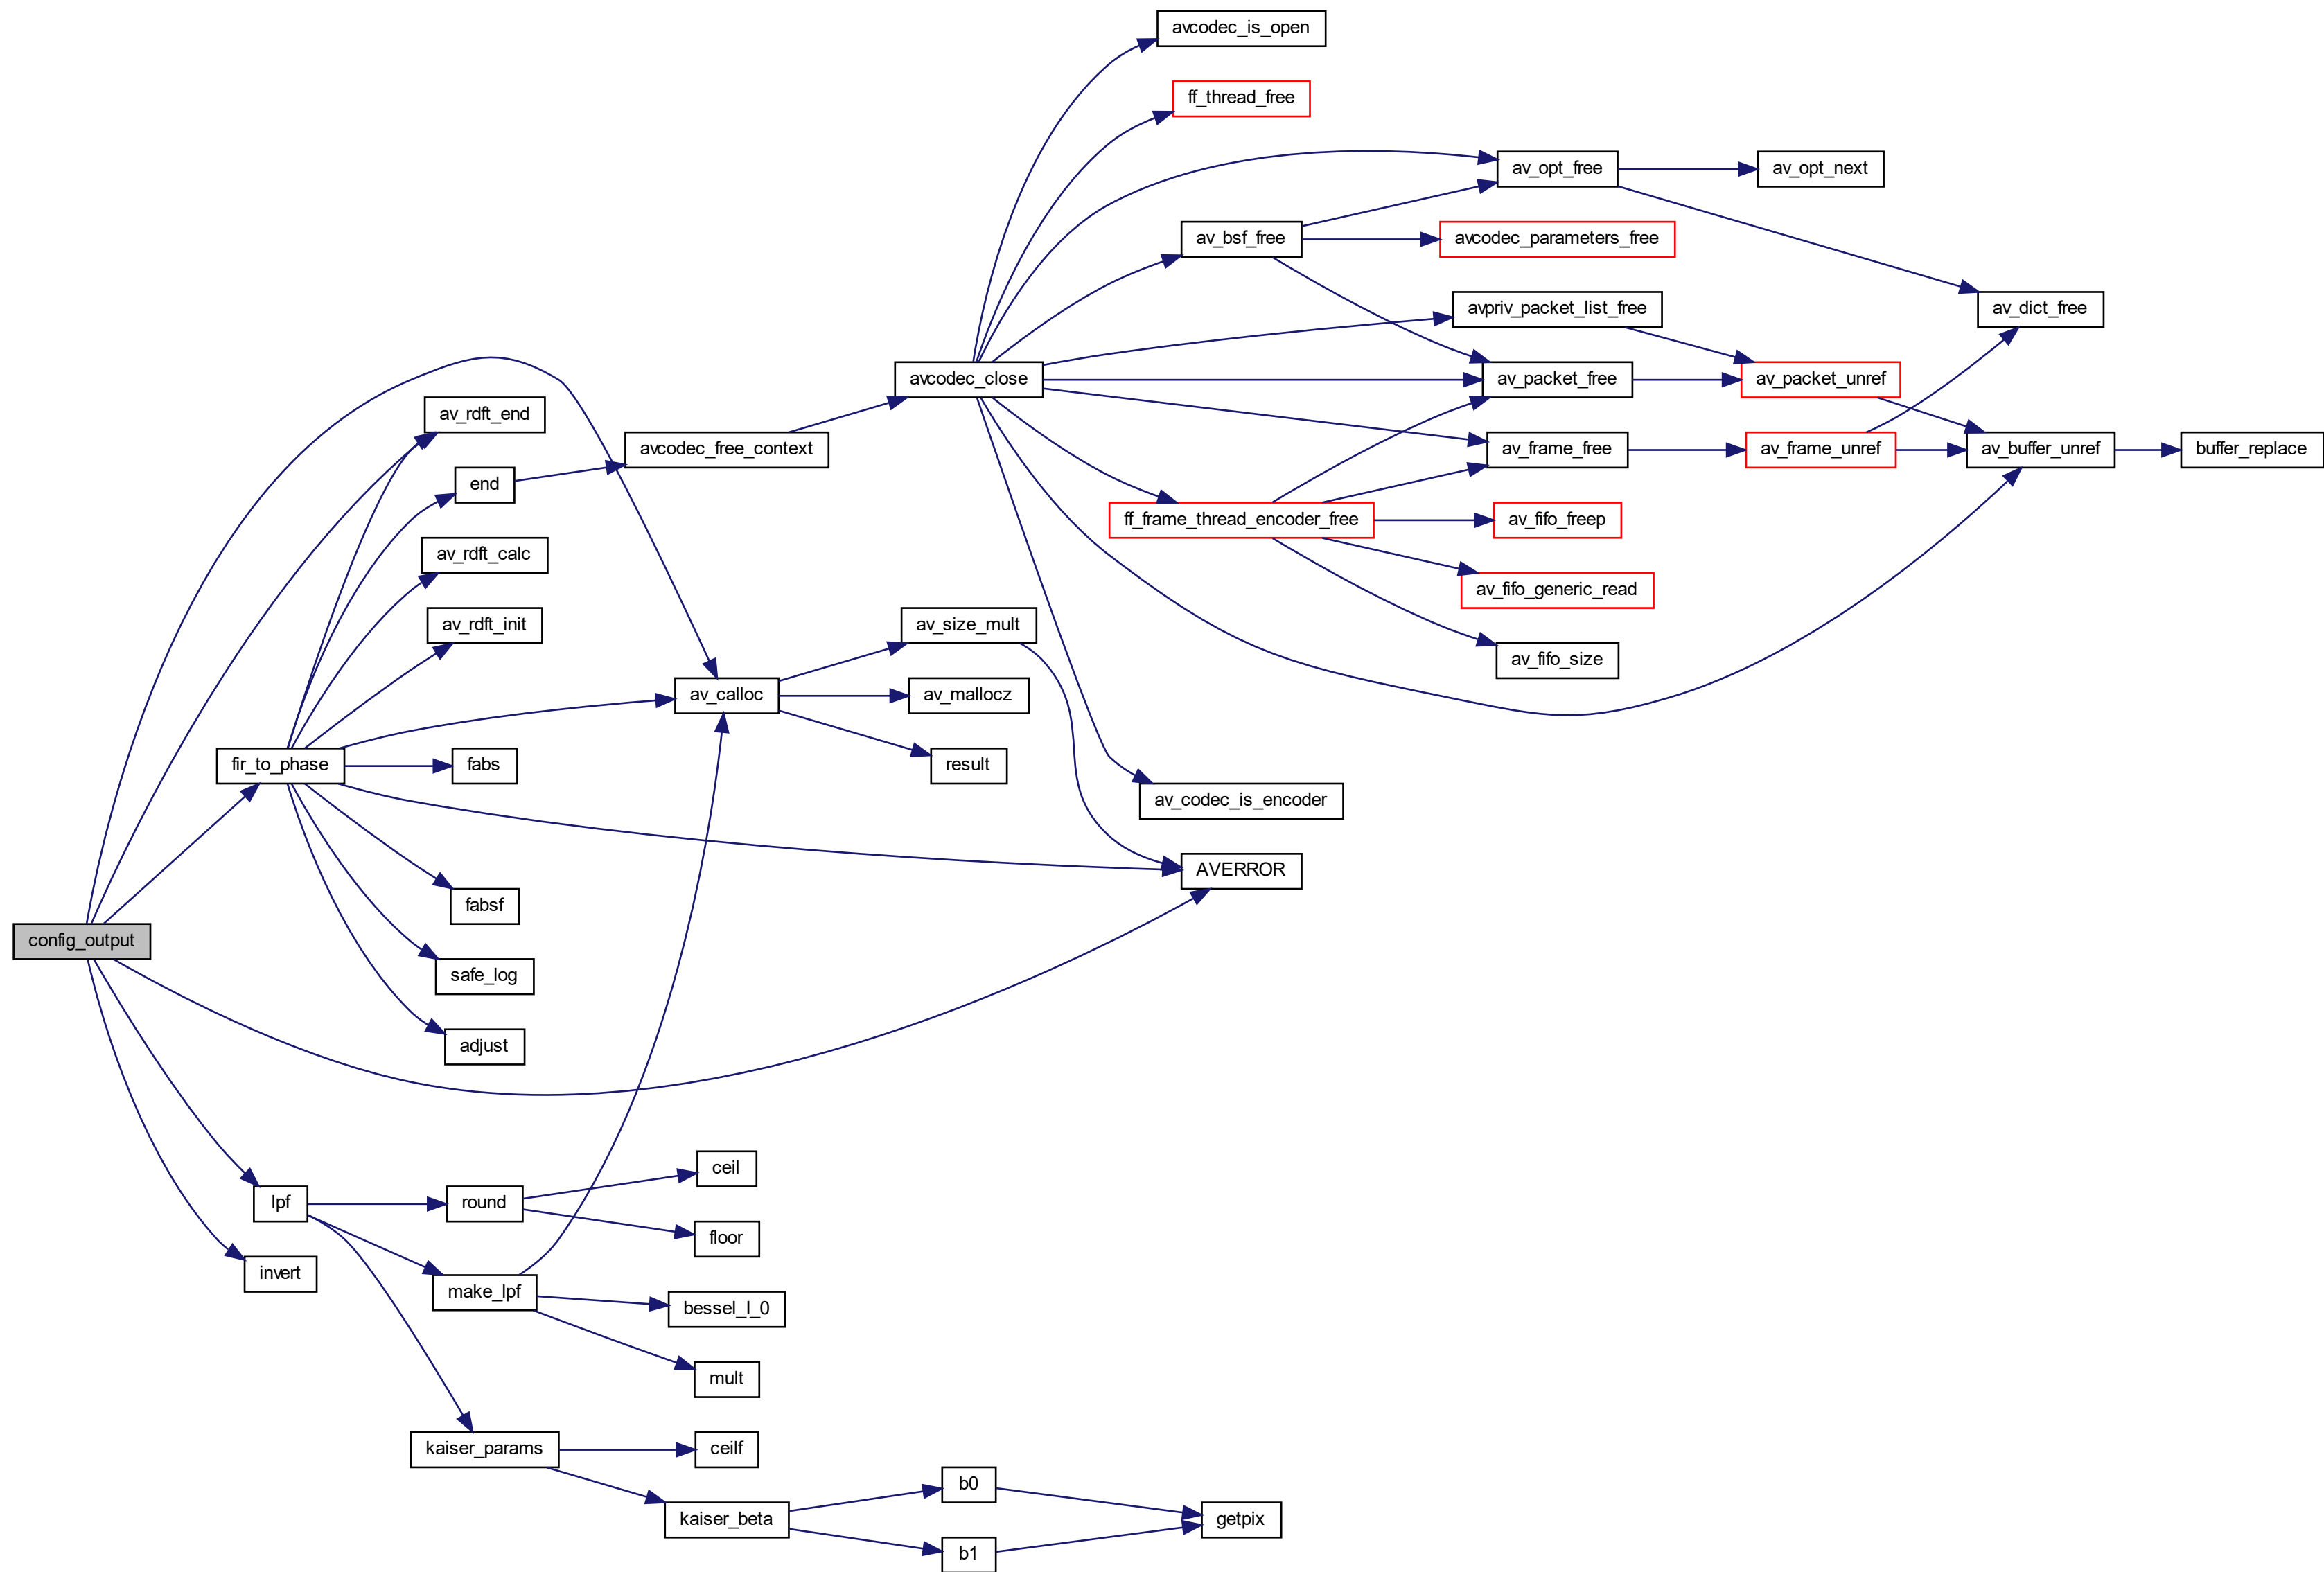 avcodec_is_open
ff_thread_free
av_opt_free
av_opt_next
av_bsf_free
avcodec_parameters_free
avpriv_packet_list_free
av_dict_free
avcodec_close
av_packet_free
av_packet_unref
av_rdft_end
avcodec_free_context
av_frame_free
av_frame_unref
av_buffer_unref
buffer_replace
end
ff_frame_thread_encoder_free
av_fifo_freep
av_rdft_calc
av_fifo_generic_read
av_rdft_init
av_size_mult
av_fifo_size
av_calloc
av_mallocz
fir_to_phase
fabs
result
av_codec_is_encoder
AVERROR
fabsf
config_output
safe_log
adjust
ceil
lpf
round
floor
invert
make_lpf
bessel_I_0
mult
kaiser_params
ceilf
b0
kaiser_beta
getpix
b1